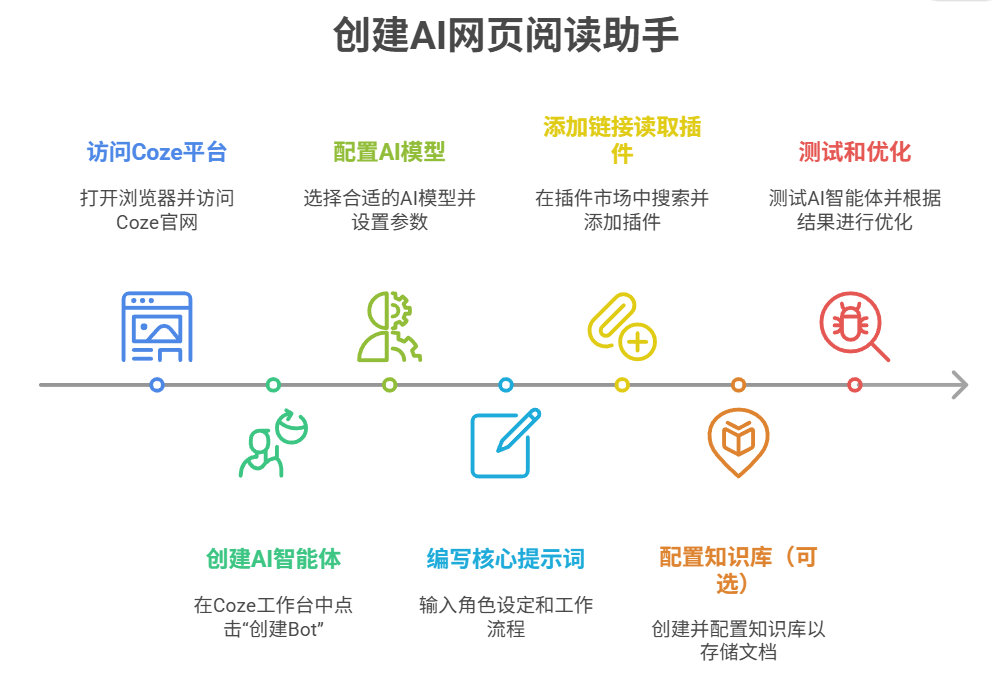 创建AI网页阅读助手
访问Coze平台
打开浏览器并访问
Coze官网
配置AI模型
选择合适的AI模型并
设置参数
添加链接读取插
件
在插件市场中搜索并
添加插件
测试和优化
测试AI智能体并根据
结果进行优化
创建AI智能体
在Coze工作台中点
击“创建Bot”
编写核心提示词
输入角色设定和工作
流程
配置知识库（可
选）
创建并配置知识库以
存储文档